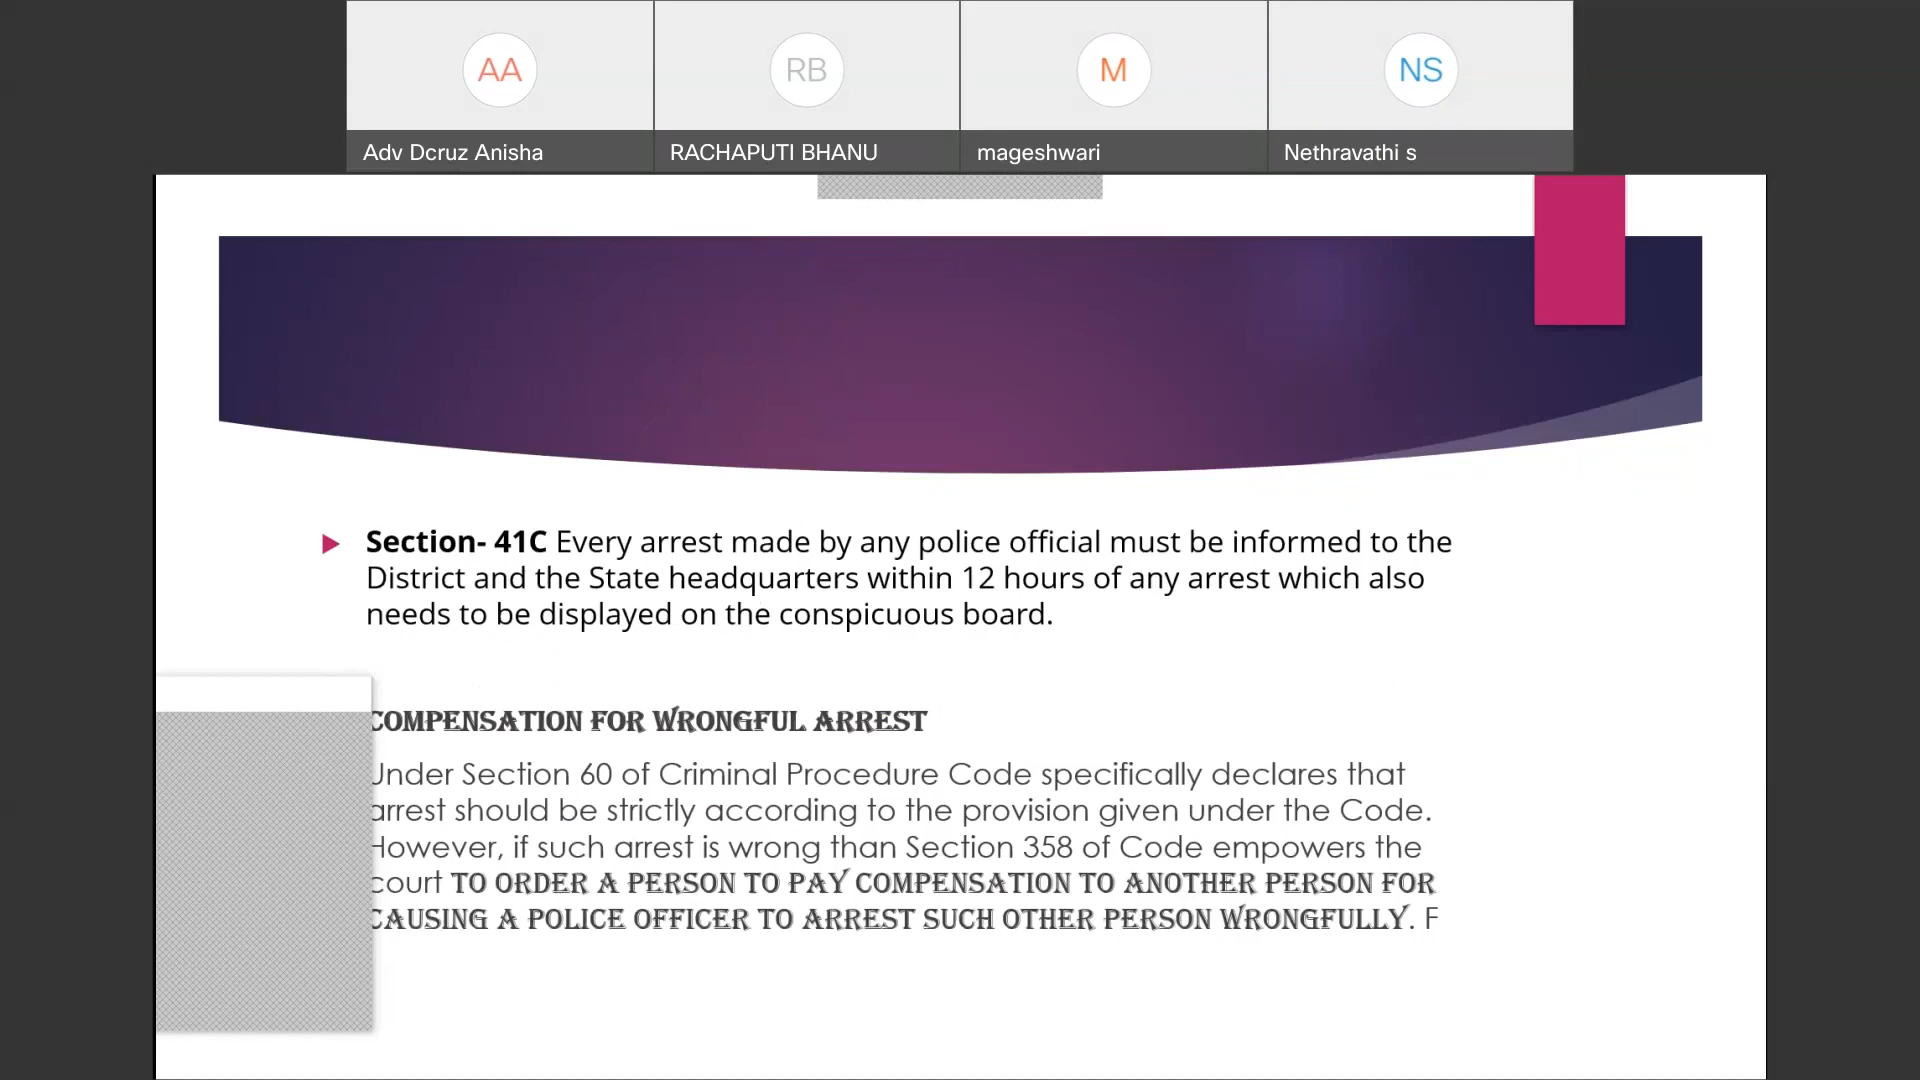 AA
RB
M
NS
Adv Dcruz Anisha
RACHAPUTI BHANU
mageshwari
Nethravathi s
Section- 41C Every arrest made by any police official must be informed to the
District and the State headquarters within 12 hours of any arrest which also
needs to be displayed on the conspicuous board.
COMPENSATION FOR WRONGFUL ARREST
Under Section 60 of Criminal Procedure Code specifically declares that
arrest should be strictly according to the provision given under the Code.
However, if such arrest is wrong than Section 358 of Code empowers the
court TO ORDER A PERSON TO PAY COMPENSATION TO ANOTHER PERSON FOR
CAUSING A POLICE OFFICER TO ARREST SUCH OTHER PERSON WRONGFULLY. F